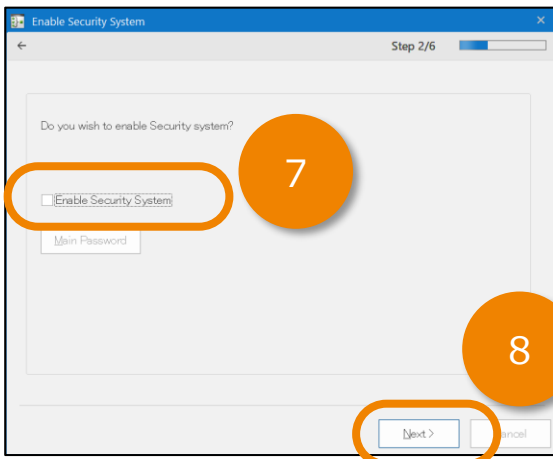 Enable Security System
Step 2/6
Do you wish to enable Security system?
7
Enable Security System
Main Password
8
Next >
ancel